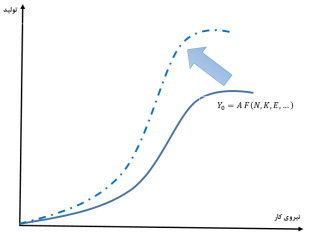 تولید
Y₀ = A F(N, K, E, …)
نیروی کار